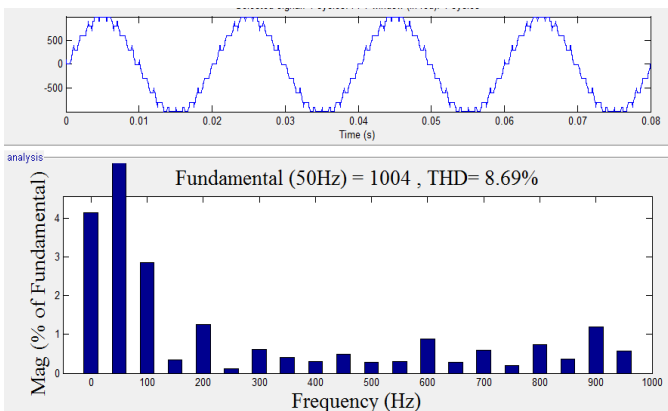 500
0
-500
0 0.01 0.02 0.03 0.04 0.05 0.06 0.07 0.08
Time (s)
analysis
Fundamental (50Hz) = 1004 , THD= 8.69%
Mag (% of Fundamental)
4
3
2
1
0
0 100 200 300 400 500 600 700 800 900 1000
Frequency (Hz)